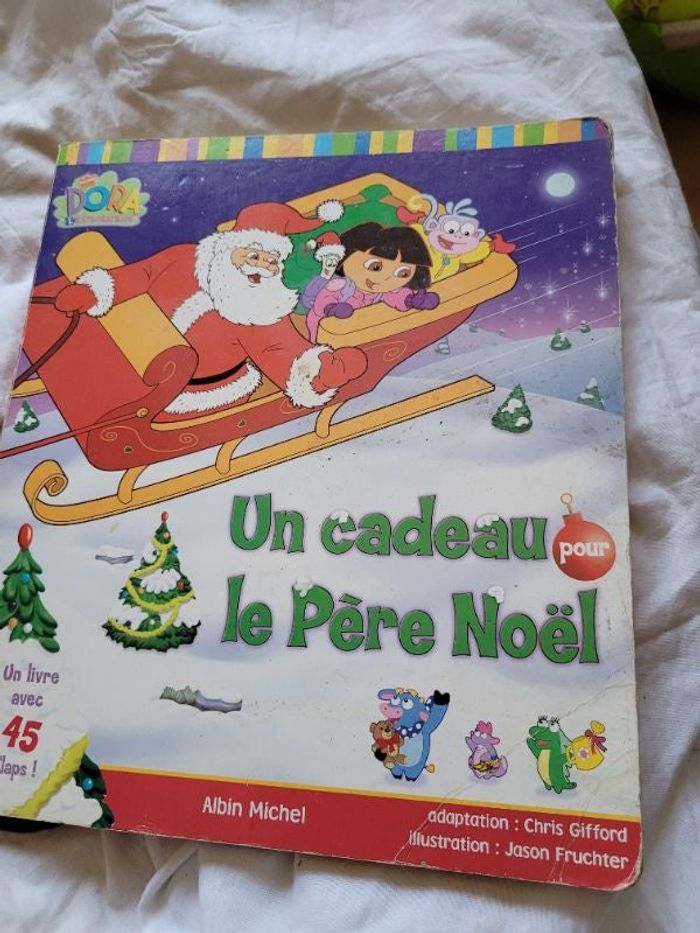 DORA
L'EXPLORATRICE
Un cadeau pour
le Père Noël
Un livre
avec
45
flaps !
Albin Michel
adaptation : Chris Gifford
illustration : Jason Fruchter